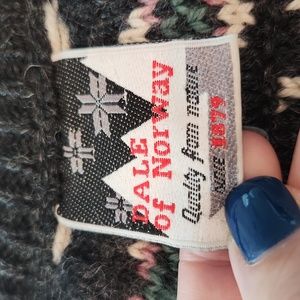 DALE
of Norway
Quality from nature
SINCE 1879